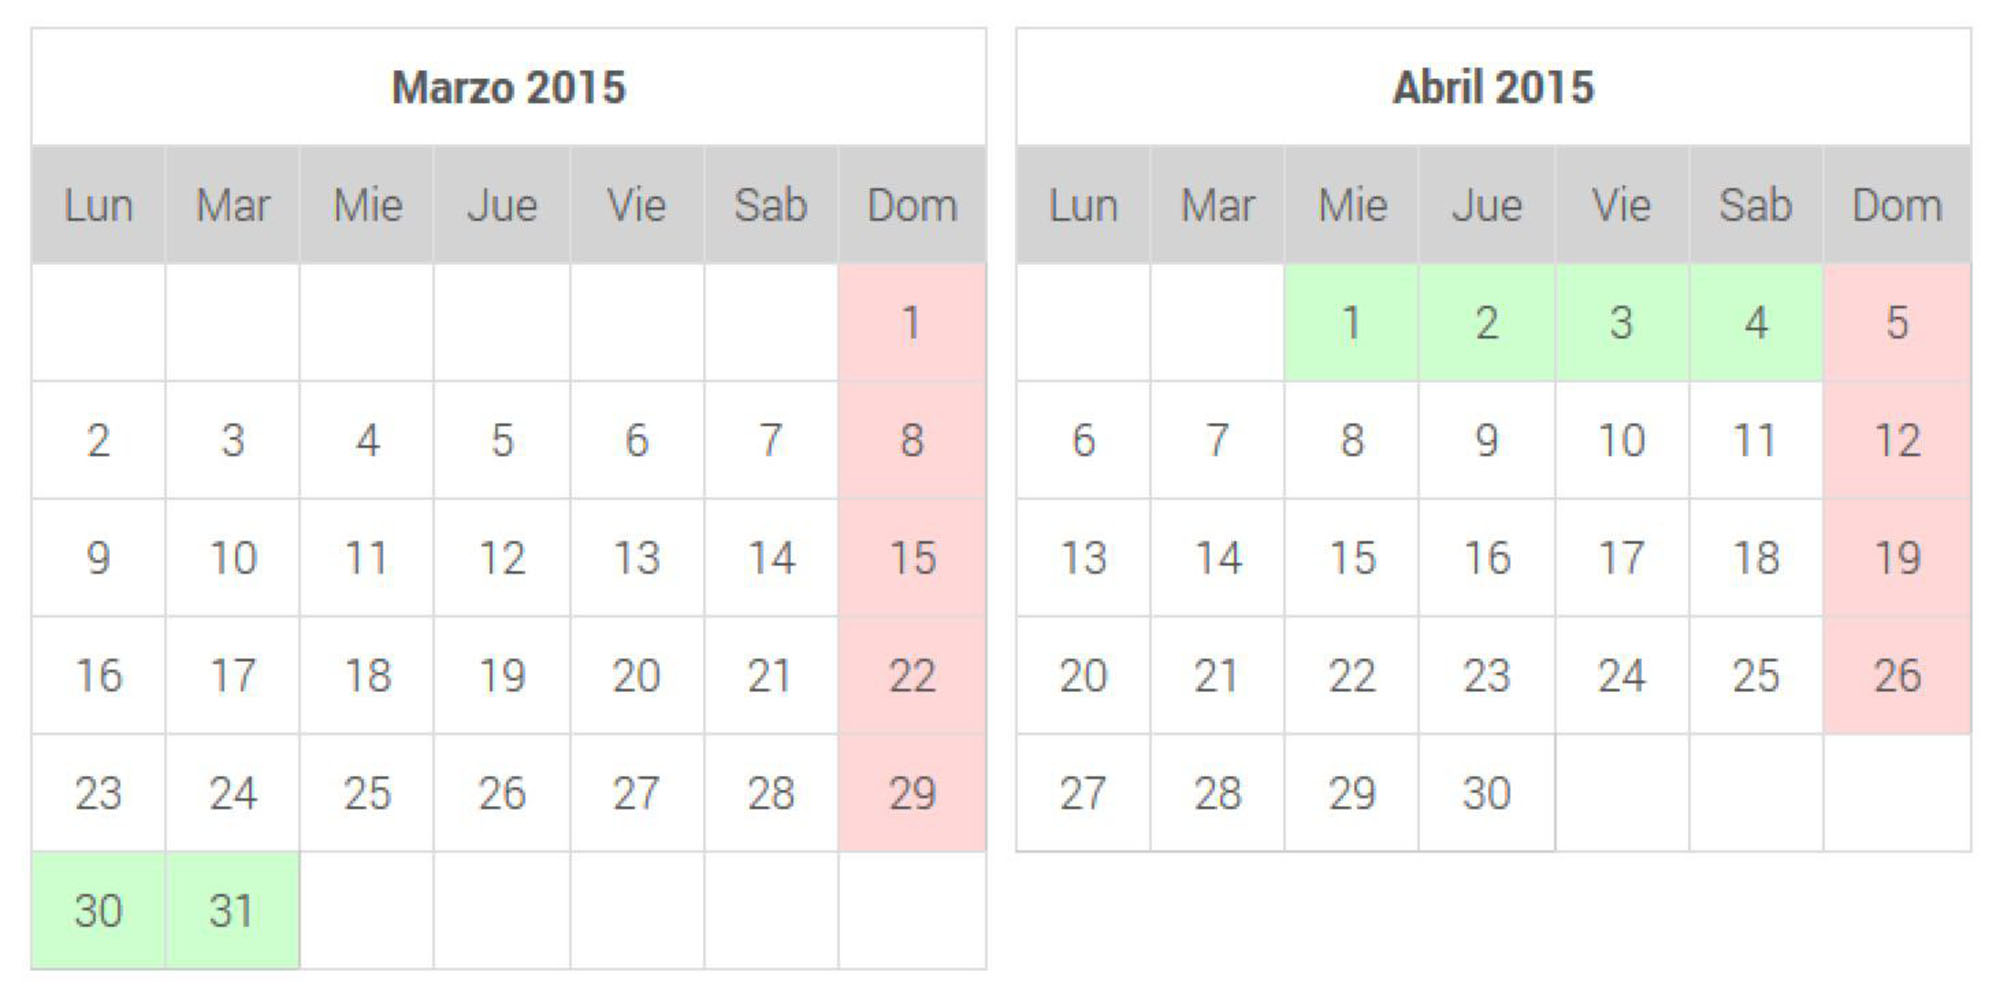 Marzo 2015
Lun Mar Mie Jue Vie Sab Dom
1
2 3 4 5 6 7 8
9 10 11 12 13 14 15
16 17 18 19 20 21 22
23 24 25 26 27 28 29
30 31
Abril 2015
Lun Mar Mie Jue Vie Sab Dom
1 2 3 4 5
6 7 8 9 10 11 12
13 14 15 16 17 18 19
20 21 22 23 24 25 26
27 28 29 30